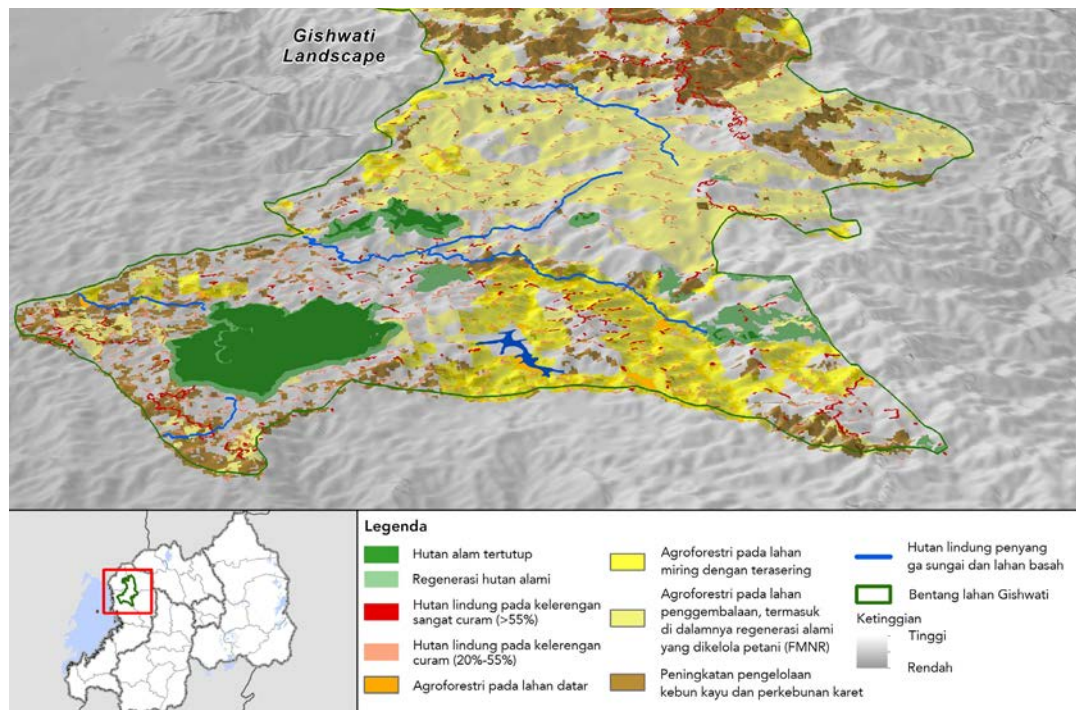 Gishwati
Landscape
Legenda
Hutan alam tertutup
Regenerasi hutan alami
Hutan lindung pada kelerengan
sangat curam (>55%)
Hutan lindung pada kelerengan
curam (20%-55%)
Agroforestri pada lahan datar
Agroforestri pada lahan
miring dengan terasering
Agroforestri pada lahan
penggembalaan, termasuk
di dalamnya regenerasi alami
yang dikelola petani (FMNR)
Peningkatan pengelolaan
kebun kayu dan perkebunan karet
Hutan lindung penyang
ga sungai dan lahan basah
Bentang lahan Gishwati
Ketinggian
Tinggi
Rendah